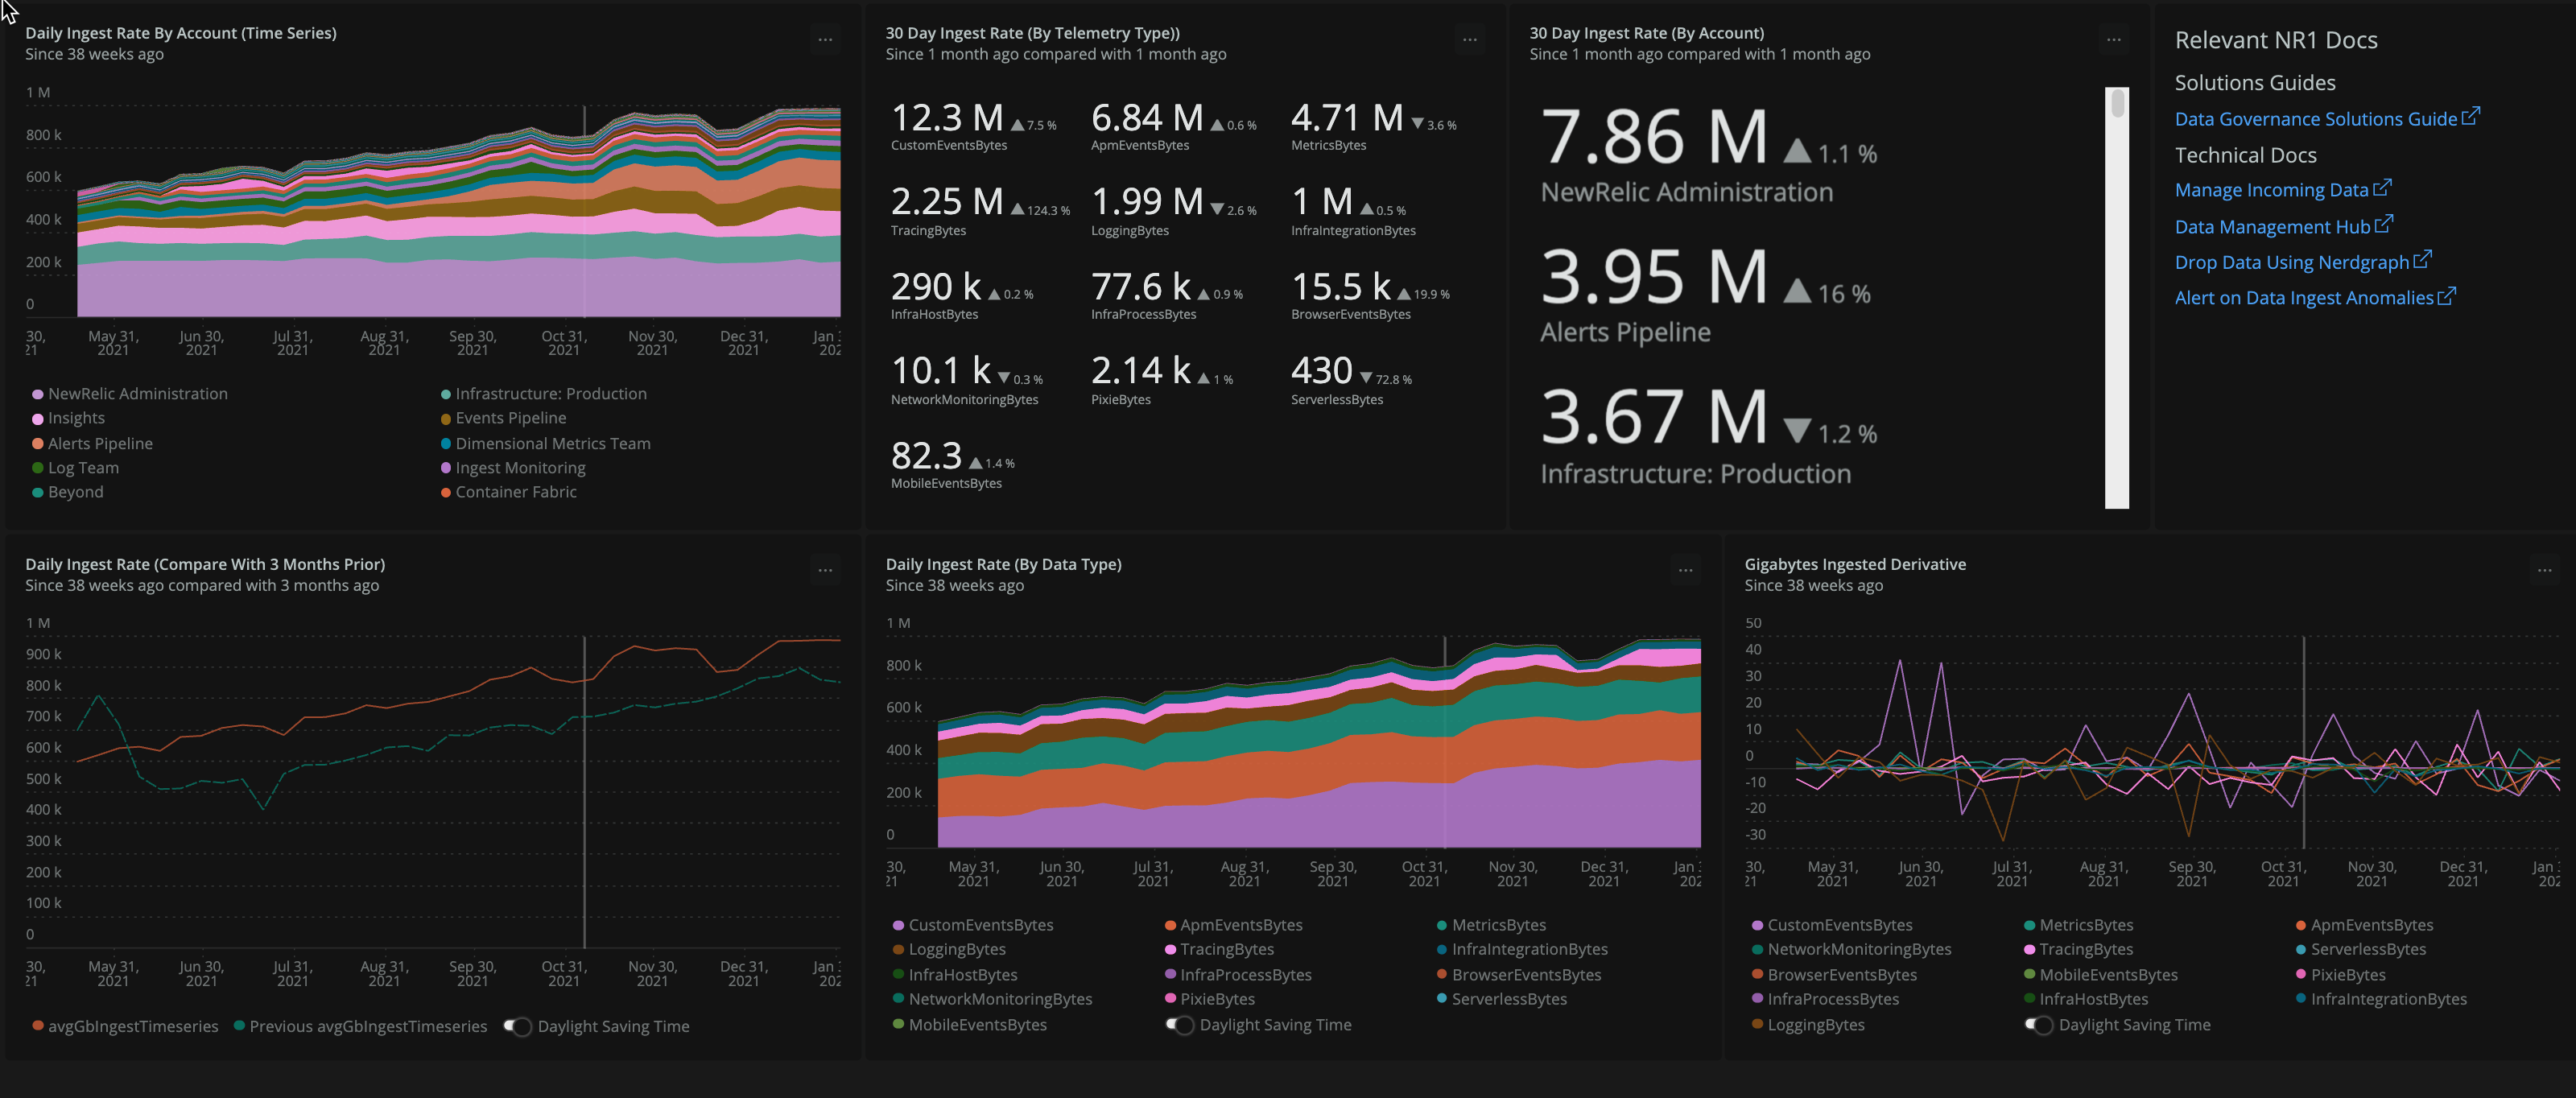 Daily Ingest Rate By Account (Time Series)
Since 38 weeks ago
...
1 M
800 k
600 k
400 k
200 k
0
30, May 31, Jun 30, Jul 31, Aug 31, Sep 30, Oct 31, Nov 30, Dec 31, Jan
21 2021 2021 2021 2021 2021 2021 2021 2021 202
NewRelic Administration
Infrastructure: Production
Insights
Events Pipeline
Alerts Pipeline
Dimensional Metrics Team
Log Team
Ingest Monitoring
Beyond
Container Fabric
30 Day Ingest Rate (By Telemetry Type))
Since 1 month ago compared with 1 month ago
...
12.3 M ▲ 7.5 %
CustomEventsBytes
6.84 M ▲ 0.6 %
ApmEventsBytes
4.71 M ▼ 3.6 %
MetricsBytes
2.25 M ▲ 124.3 %
TracingBytes
1.99 M ▼ 2.6 %
LoggingBytes
1 M ▲ 0.5 %
InfraIntegrationBytes
290 k ▲ 0.2 %
InfraHostBytes
77.6 k ▲ 0.9 %
InfraProcessBytes
15.5 k ▲ 19.9 %
BrowserEventsBytes
10.1 k ▼ 0.3 %
NetworkMonitoringBytes
2.14 k ▲ 1 %
PixieBytes
430 ▼ 72.8 %
ServerlessBytes
82.3 ▲ 1.4 %
MobileEventsBytes
30 Day Ingest Rate (By Account)
Since 1 month ago compared with 1 month ago
...
7.86 M ▲ 1.1 %
NewRelic Administration
3.95 M ▲ 16 %
Alerts Pipeline
3.67 M ▼ 1.2 %
Infrastructure: Production
Relevant NR1 Docs
Solutions Guides
Data Governance Solutions Guide
Technical Docs
Manage Incoming Data
Data Management Hub
Drop Data Using Nerdgraph
Alert on Data Ingest Anomalies
Daily Ingest Rate (Compare With 3 Months Prior)
Since 38 weeks ago compared with 3 months ago
...
1 M
900 k
800 k
700 k
600 k
500 k
400 k
300 k
200 k
100 k
0
30, May 31, Jun 30, Jul 31, Aug 31, Sep 30, Oct 31, Nov 30, Dec 31, Jan
21 2021 2021 2021 2021 2021 2021 2021 2021 202
avgGbIngestTimeseries
Previous avgGbIngestTimeseries
Daylight Saving Time
Daily Ingest Rate (By Data Type)
Since 38 weeks ago
...
1 M
800 k
600 k
400 k
200 k
0
30, May 31, Jun 30, Jul 31, Aug 31, Sep 30, Oct 31, Nov 30, Dec 31, Jan
21 2021 2021 2021 2021 2021 2021 2021 2021 202
CustomEventsBytes
ApmEventsBytes
MetricsBytes
LoggingBytes
TracingBytes
InfraIntegrationBytes
InfraHostBytes
InfraProcessBytes
BrowserEventsBytes
NetworkMonitoringBytes
PixieBytes
ServerlessBytes
MobileEventsBytes
Daylight Saving Time
Gigabytes Ingested Derivative
Since 38 weeks ago
...
50
40
30
20
10
0
-10
-20
-30
30, May 31, Jun 30, Jul 31, Aug 31, Sep 30, Oct 31, Nov 30, Dec 31, Jan
21 2021 2021 2021 2021 2021 2021 2021 2021 202
CustomEventsBytes
MetricsBytes
ApmEventsBytes
NetworkMonitoringBytes
TracingBytes
ServerlessBytes
BrowserEventsBytes
MobileEventsBytes
PixieBytes
InfraProcessBytes
InfraHostBytes
InfraIntegrationBytes
LoggingBytes
Daylight Saving Time